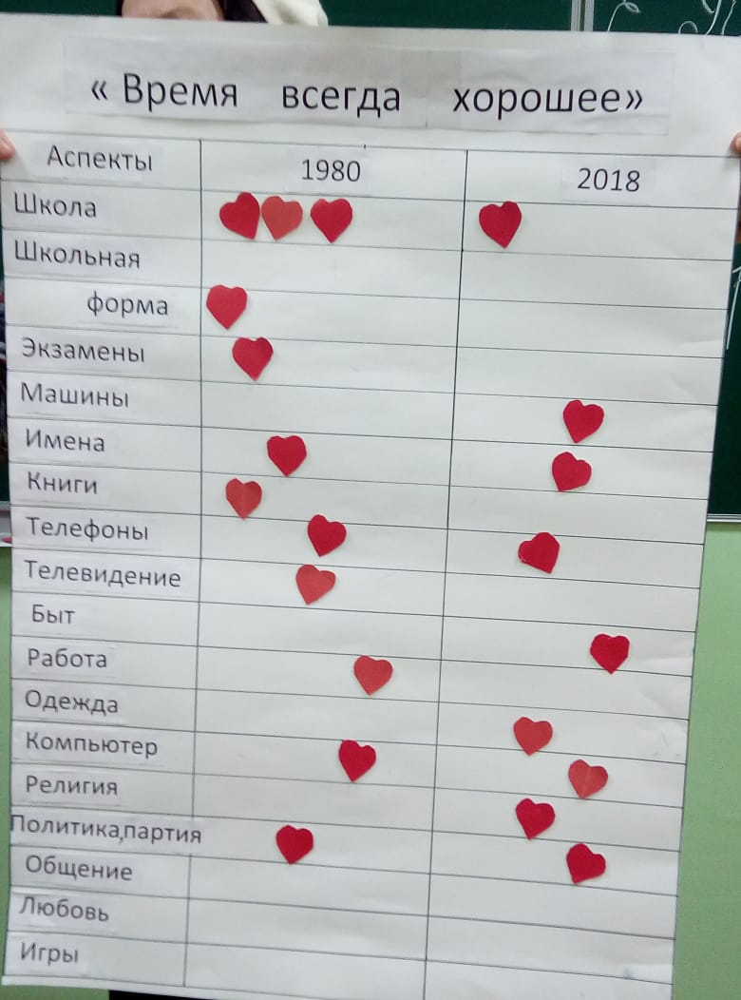 « Время всегда хорошее»
Аспекты 1980 2018
Школа
Школьная
форма
Экзамены
Машины
Имена
Книги
Телефоны
Телевидение
Быт
Работа
Одежда
Компьютер
Религия
Политика,партия
Общение
Любовь
Игры